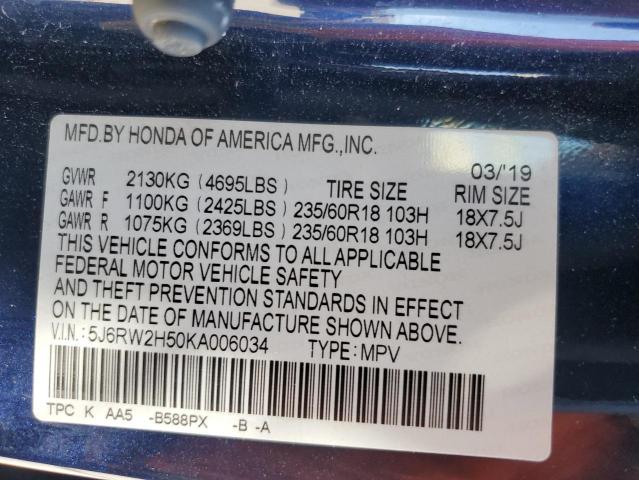 MFD.BY HONDA OF AMERICA MFG.,INC.
03/'19
GVWR 2130KG (4695LBS) TIRE SIZE RIM SIZE
GAWR F 1100KG (2425LBS) 235/60R18 103H 18X7.5J
GAWR R 1075KG (2369LBS) 235/60R18 103H 18X7.5J
THIS VEHICLE CONFORMS TO ALL APPLICABLE
FEDERAL MOTOR VEHICLE SAFETY
AND THEFT PREVENTION STANDARDS IN EFFECT
ON THE DATE OF MANUFACTURE SHOWN ABOVE.
V.I.N:5J6RW2H50KA006034 TYPE:MPV
TPC K AA5 -B588PX -B -A